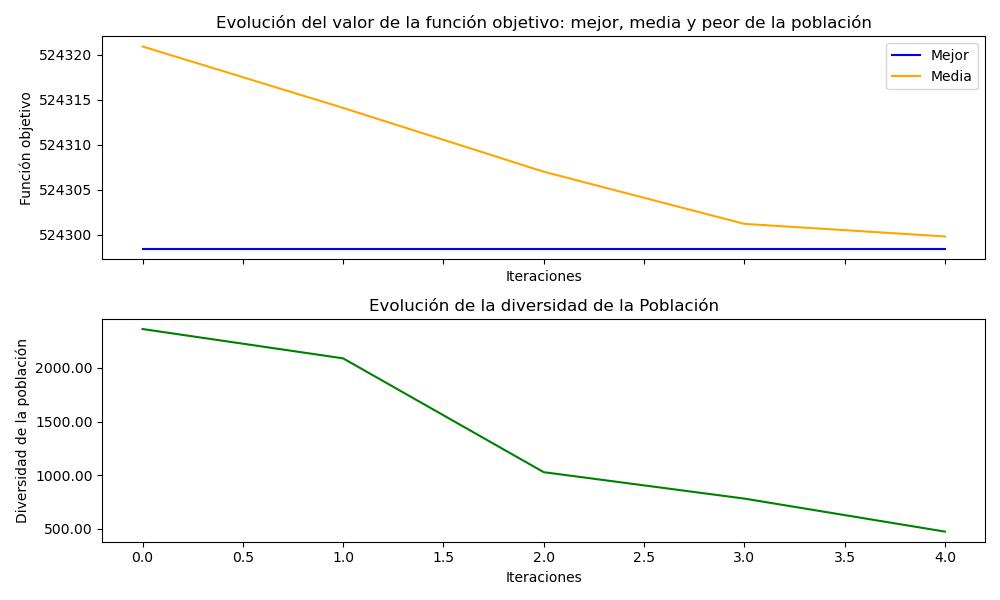 Evolución del valor de la función objetivo: mejor, media y peor de la población
Mejor
Media
Función objetivo
524320
524315
524310
524305
524300
Iteraciones
Evolución de la diversidad de la Población
Diversidad de la población
2000.00
1500.00
1000.00
500.00
0.0 0.5 1.0 1.5 2.0 2.5 3.0 3.5 4.0
Iteraciones